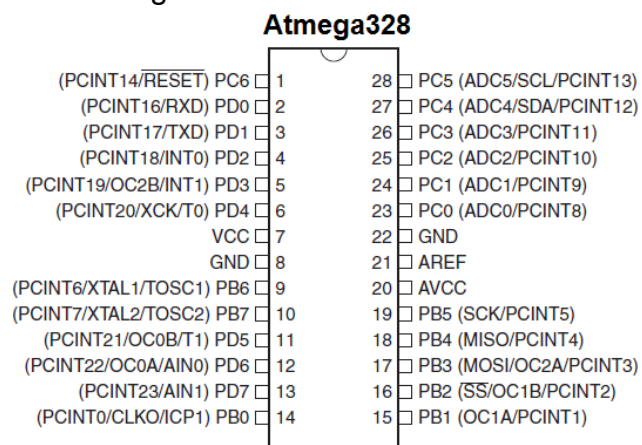 Atmega328
(PCINT14/RESET) PC6 1 28 PC5 (ADC5/SCL/PCINT13)
(PCINT16/RXD) PD0 2 27 PC4 (ADC4/SDA/PCINT12)
(PCINT17/TXD) PD1 3 26 PC3 (ADC3/PCINT11)
(PCINT18/INT0) PD2 4 25 PC2 (ADC2/PCINT10)
(PCINT19/OC2B/INT1) PD3 5 24 PC1 (ADC1/PCINT9)
(PCINT20/XCK/T0) PD4 6 23 PC0 (ADC0/PCINT8)
VCC 7 22 GND
GND 8 21 AREF
(PCINT6/XTAL1/TOSC1) PB6 9 20 AVCC
(PCINT7/XTAL2/TOSC2) PB7 10 19 PB5 (SCK/PCINT5)
(PCINT21/OC0B/T1) PD5 11 18 PB4 (MISO/PCINT4)
(PCINT22/OC0A/AIN0) PD6 12 17 PB3 (MOSI/OC2A/PCINT3)
(PCINT23/AIN1) PD7 13 16 PB2 (SS/OC1B/PCINT2)
(PCINT0/CLKO/ICP1) PB0 14 15 PB1 (OC1A/PCINT1)